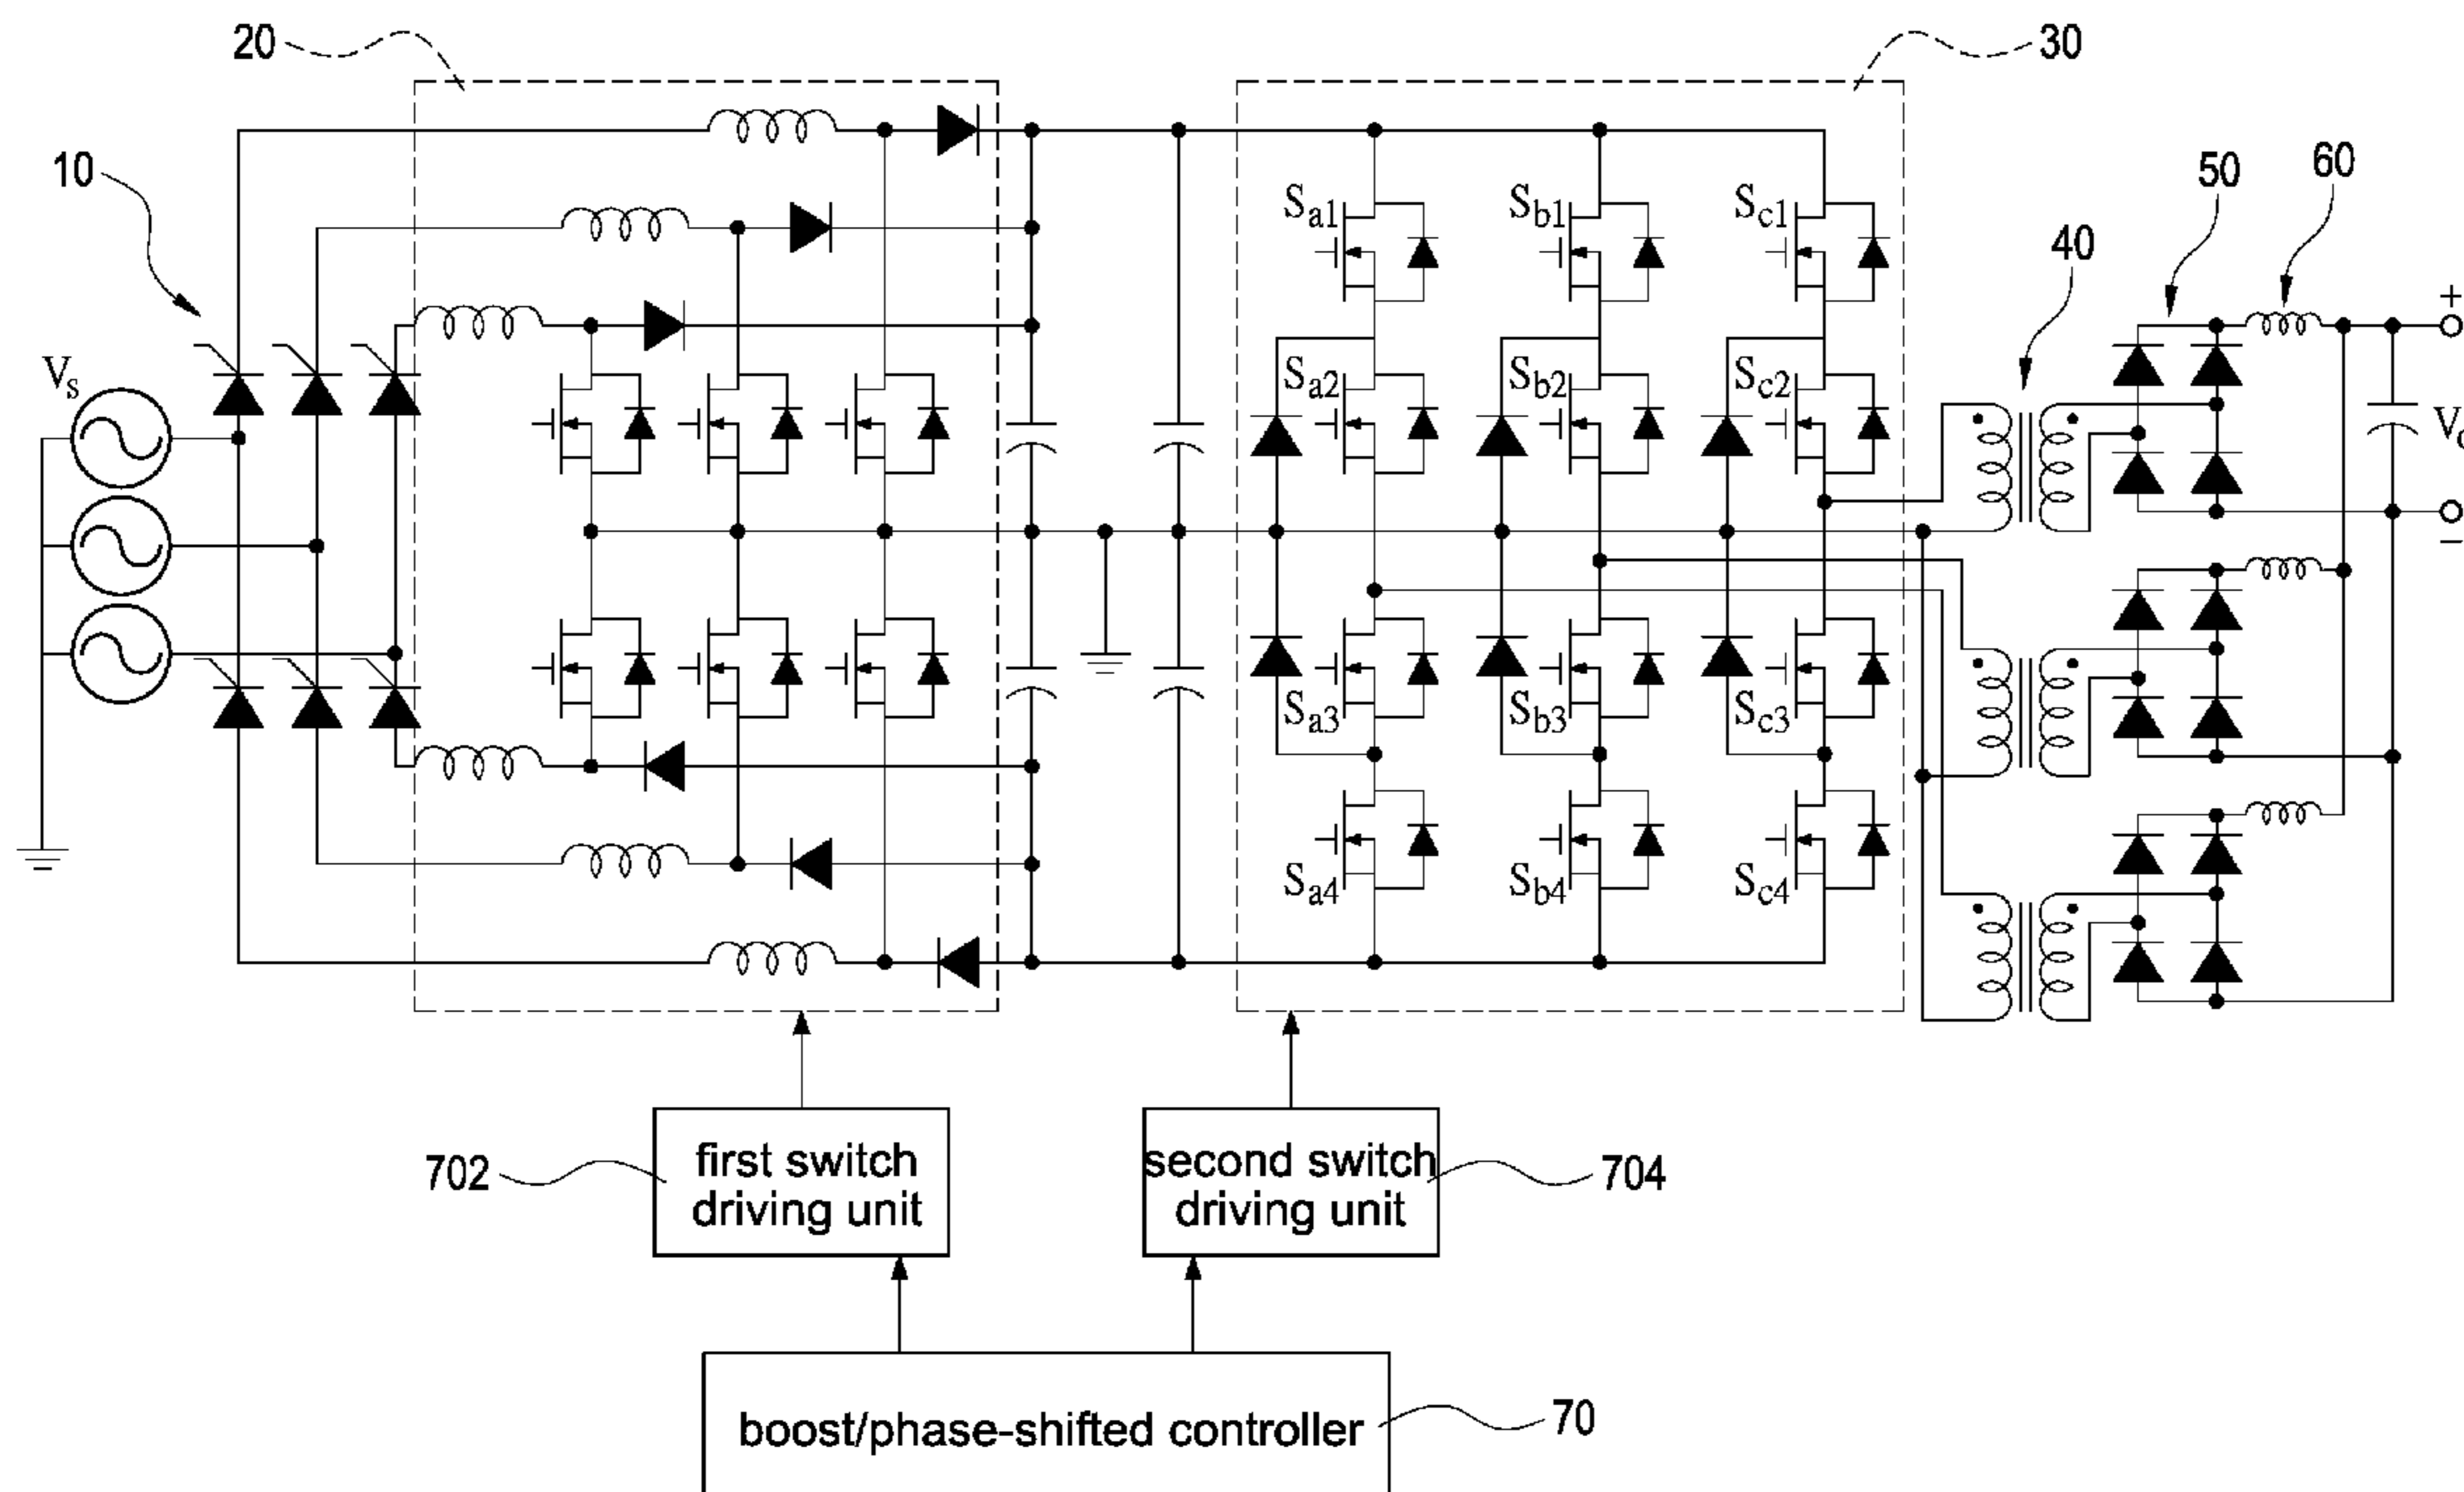 20
30
10
50
60
40
Sa1
Sb1
Sc1
+
Vs
Sa2
Sb2
Sc2
−
Sa3
Sb3
Sc3
Sa4
Sb4
Sc4
702
first switch
driving unit
second switch
driving unit
704
boost/phase-shifted controller
70